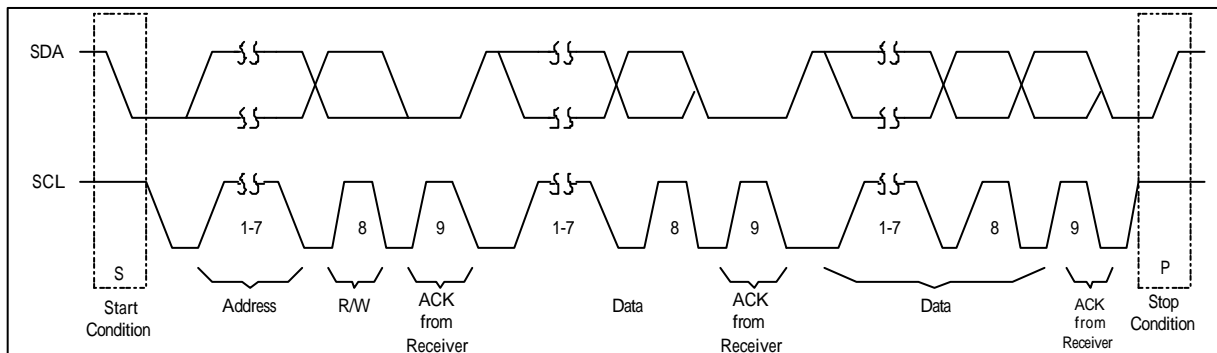 SDA
SCL
1-7 8 9 1-7 8 9 1-7 8 9
S P
Start
Condition
Address
R/W
ACK
from
Receiver
Data
ACK
from
Receiver
Data
ACK
from
Receiver
Stop
Condition